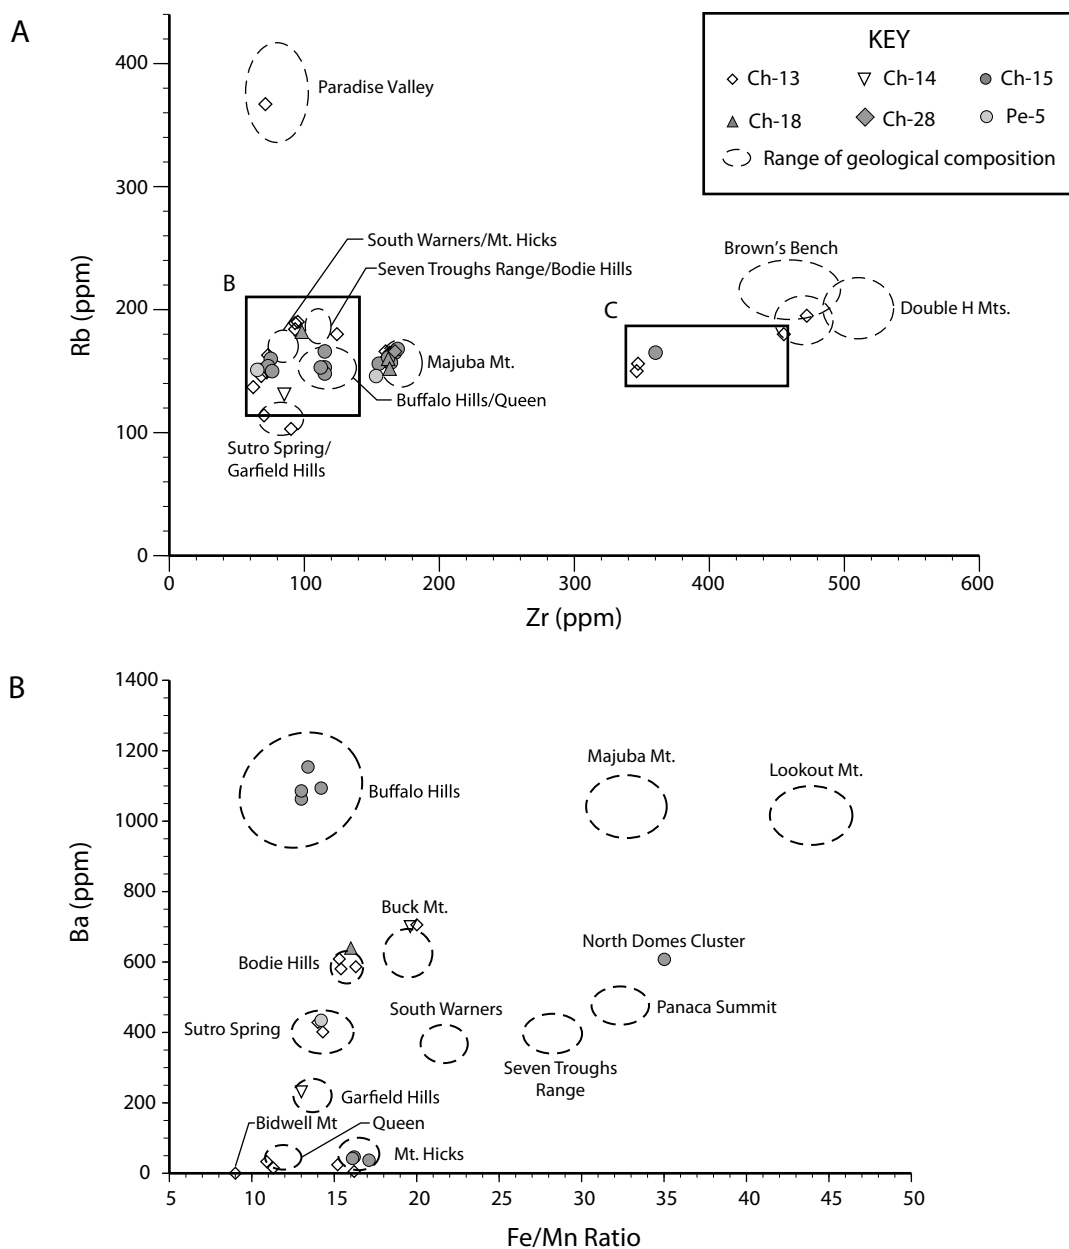 A
KEY
Ch-13
Ch-14
Ch-15
Ch-18
Ch-28
Pe-5
Range of geological composition
400
300
200
100
0
Rb (ppm)
Paradise Valley
South Warners/Mt. Hicks
Seven Troughs Range/Bodie Hills
B
Brown's Bench
Double H Mts.
C
Majuba Mt.
Buffalo Hills/Queen
Sutro Spring/
Garfield Hills
0
100
200
300
400
500
600
Zr (ppm)
B
1400
1200
1000
800
600
400
200
0
Ba (ppm)
Majuba Mt.
Lookout Mt.
Buffalo Hills
Buck Mt.
North Domes Cluster
Bodie Hills
South Warners
Panaca Summit
Sutro Spring
Seven Troughs
Range
Garfield Hills
Bidwell Mt
Queen
Mt. Hicks
5
10
15
20
25
30
35
40
45
50
Fe/Mn Ratio